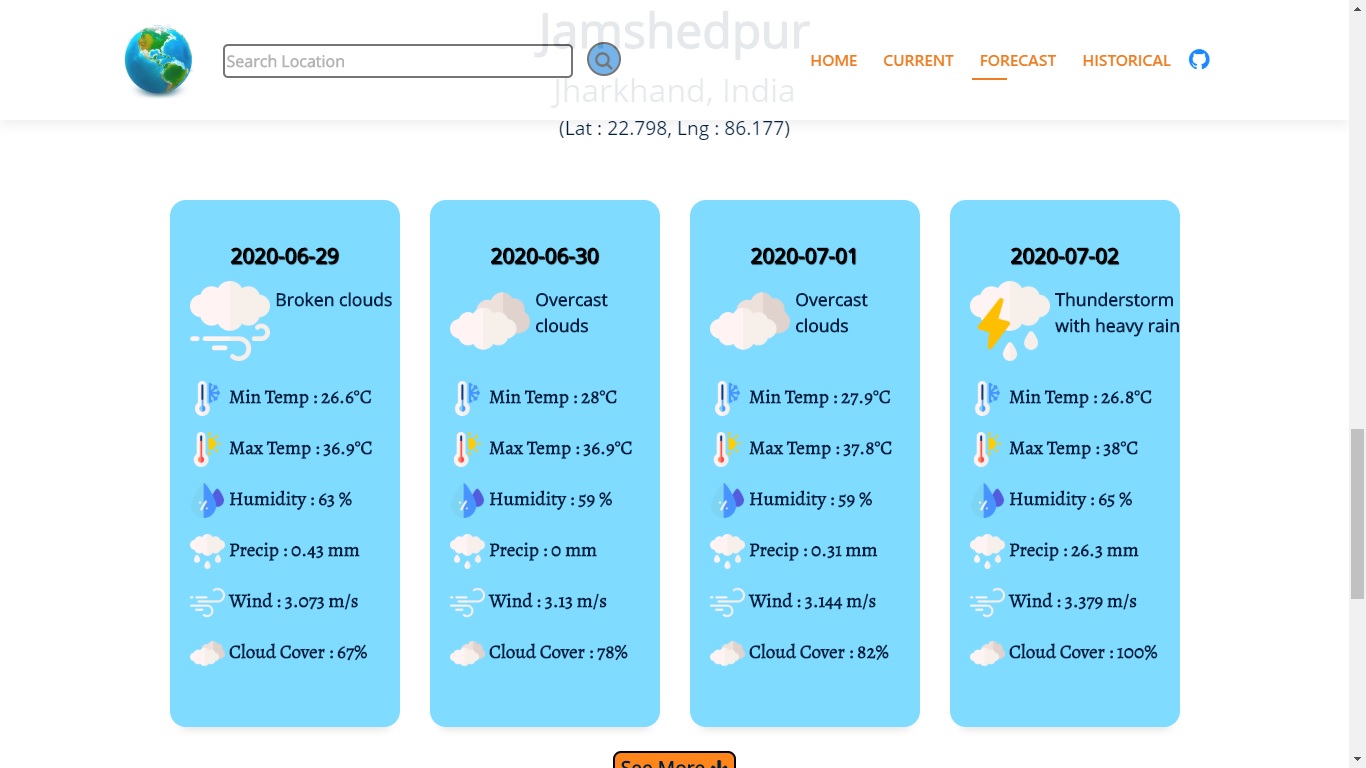 Jamshedpur
Search Location
HOME
CURRENT
FORECAST
HISTORICAL
Jharkhand, India
(Lat : 22.798, Lng : 86.177)
2020-06-29
Broken clouds
Min Temp : 26.6°C
Max Temp : 36.9°C
Humidity : 63 %
Precip : 0.43 mm
Wind : 3.073 m/s
Cloud Cover : 67%
2020-06-30
Overcast
clouds
Min Temp : 28°C
Max Temp : 36.9°C
Humidity : 59 %
Precip : 0 mm
Wind : 3.13 m/s
Cloud Cover : 78%
2020-07-01
Overcast
clouds
Min Temp : 27.9°C
Max Temp : 37.8°C
Humidity : 59 %
Precip : 0.31 mm
Wind : 3.144 m/s
Cloud Cover : 82%
2020-07-02
Thunderstorm
with heavy rain
Min Temp : 26.8°C
Max Temp : 38°C
Humidity : 65 %
Precip : 26.3 mm
Wind : 3.379 m/s
Cloud Cover : 100%
See More